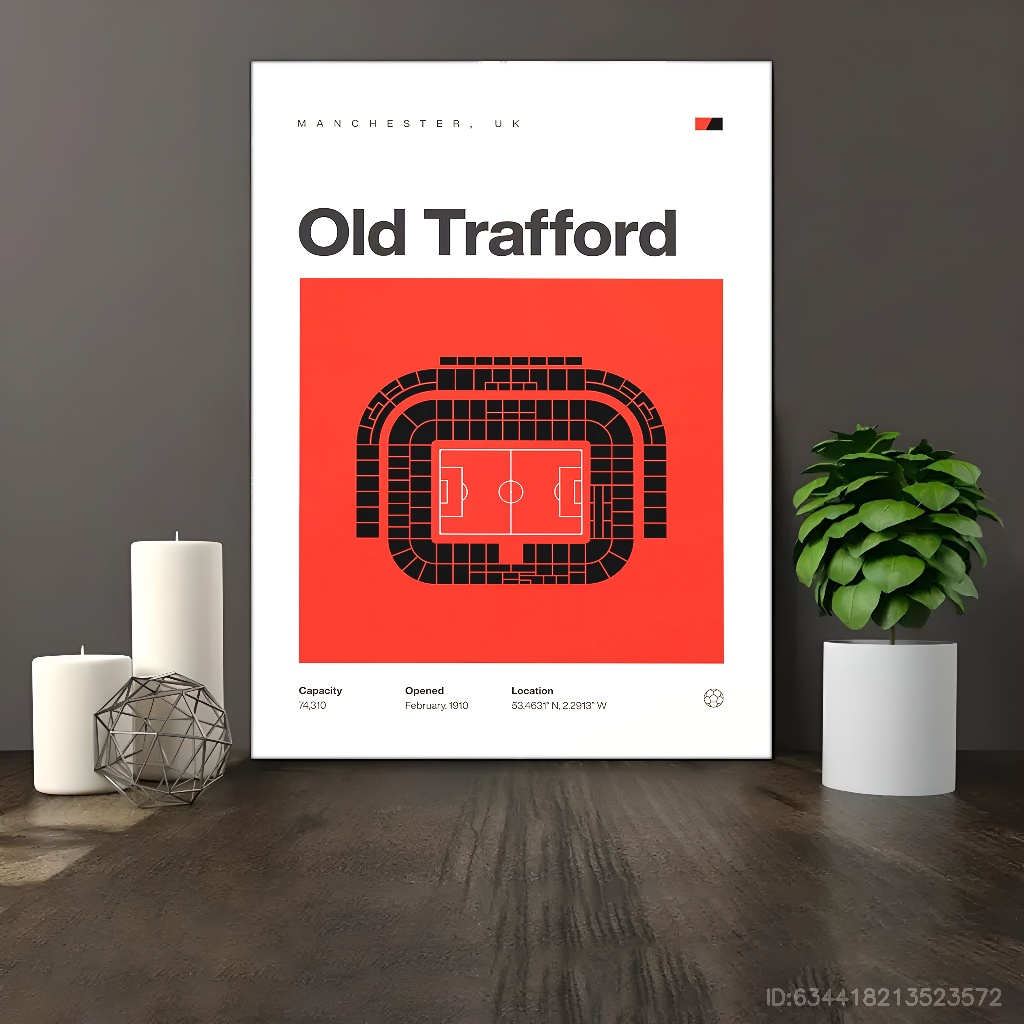 MANCHESTER, UK
Old Trafford
Capacity Opened Location
74,310 February, 1910 53.4631° N, 2.2913° W
ID:634418213523572